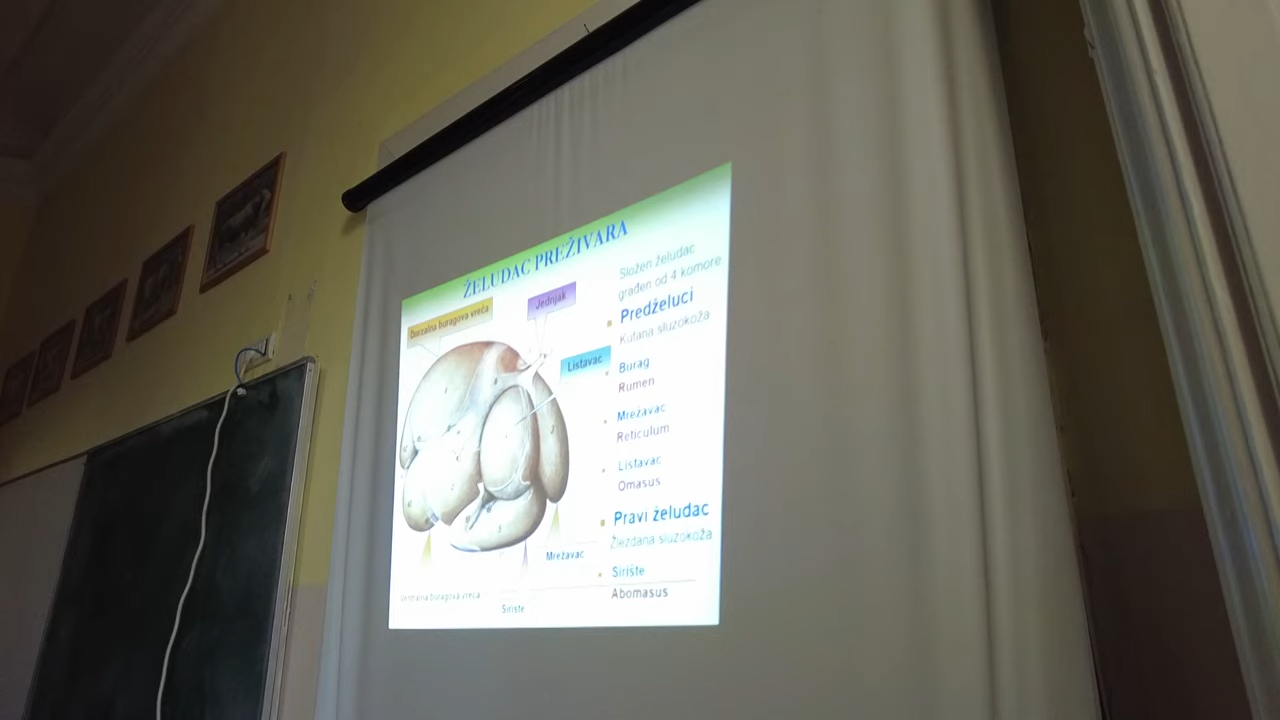 ŽELUDAC PREŽIVARA
Dorzalna buragova vreća
Jednjak
Listavac
Mrežavac
Ventralna buragova vreća
Sirište
Složen želudac
građen od 4 komore
Predželuci
Kutana sluzokoža
Burag
Rumen
Mrežavac
Reticulum
Listavac
Omasus
Pravi želudac
Žlezdana sluzokoža
Sirište
Abomasus